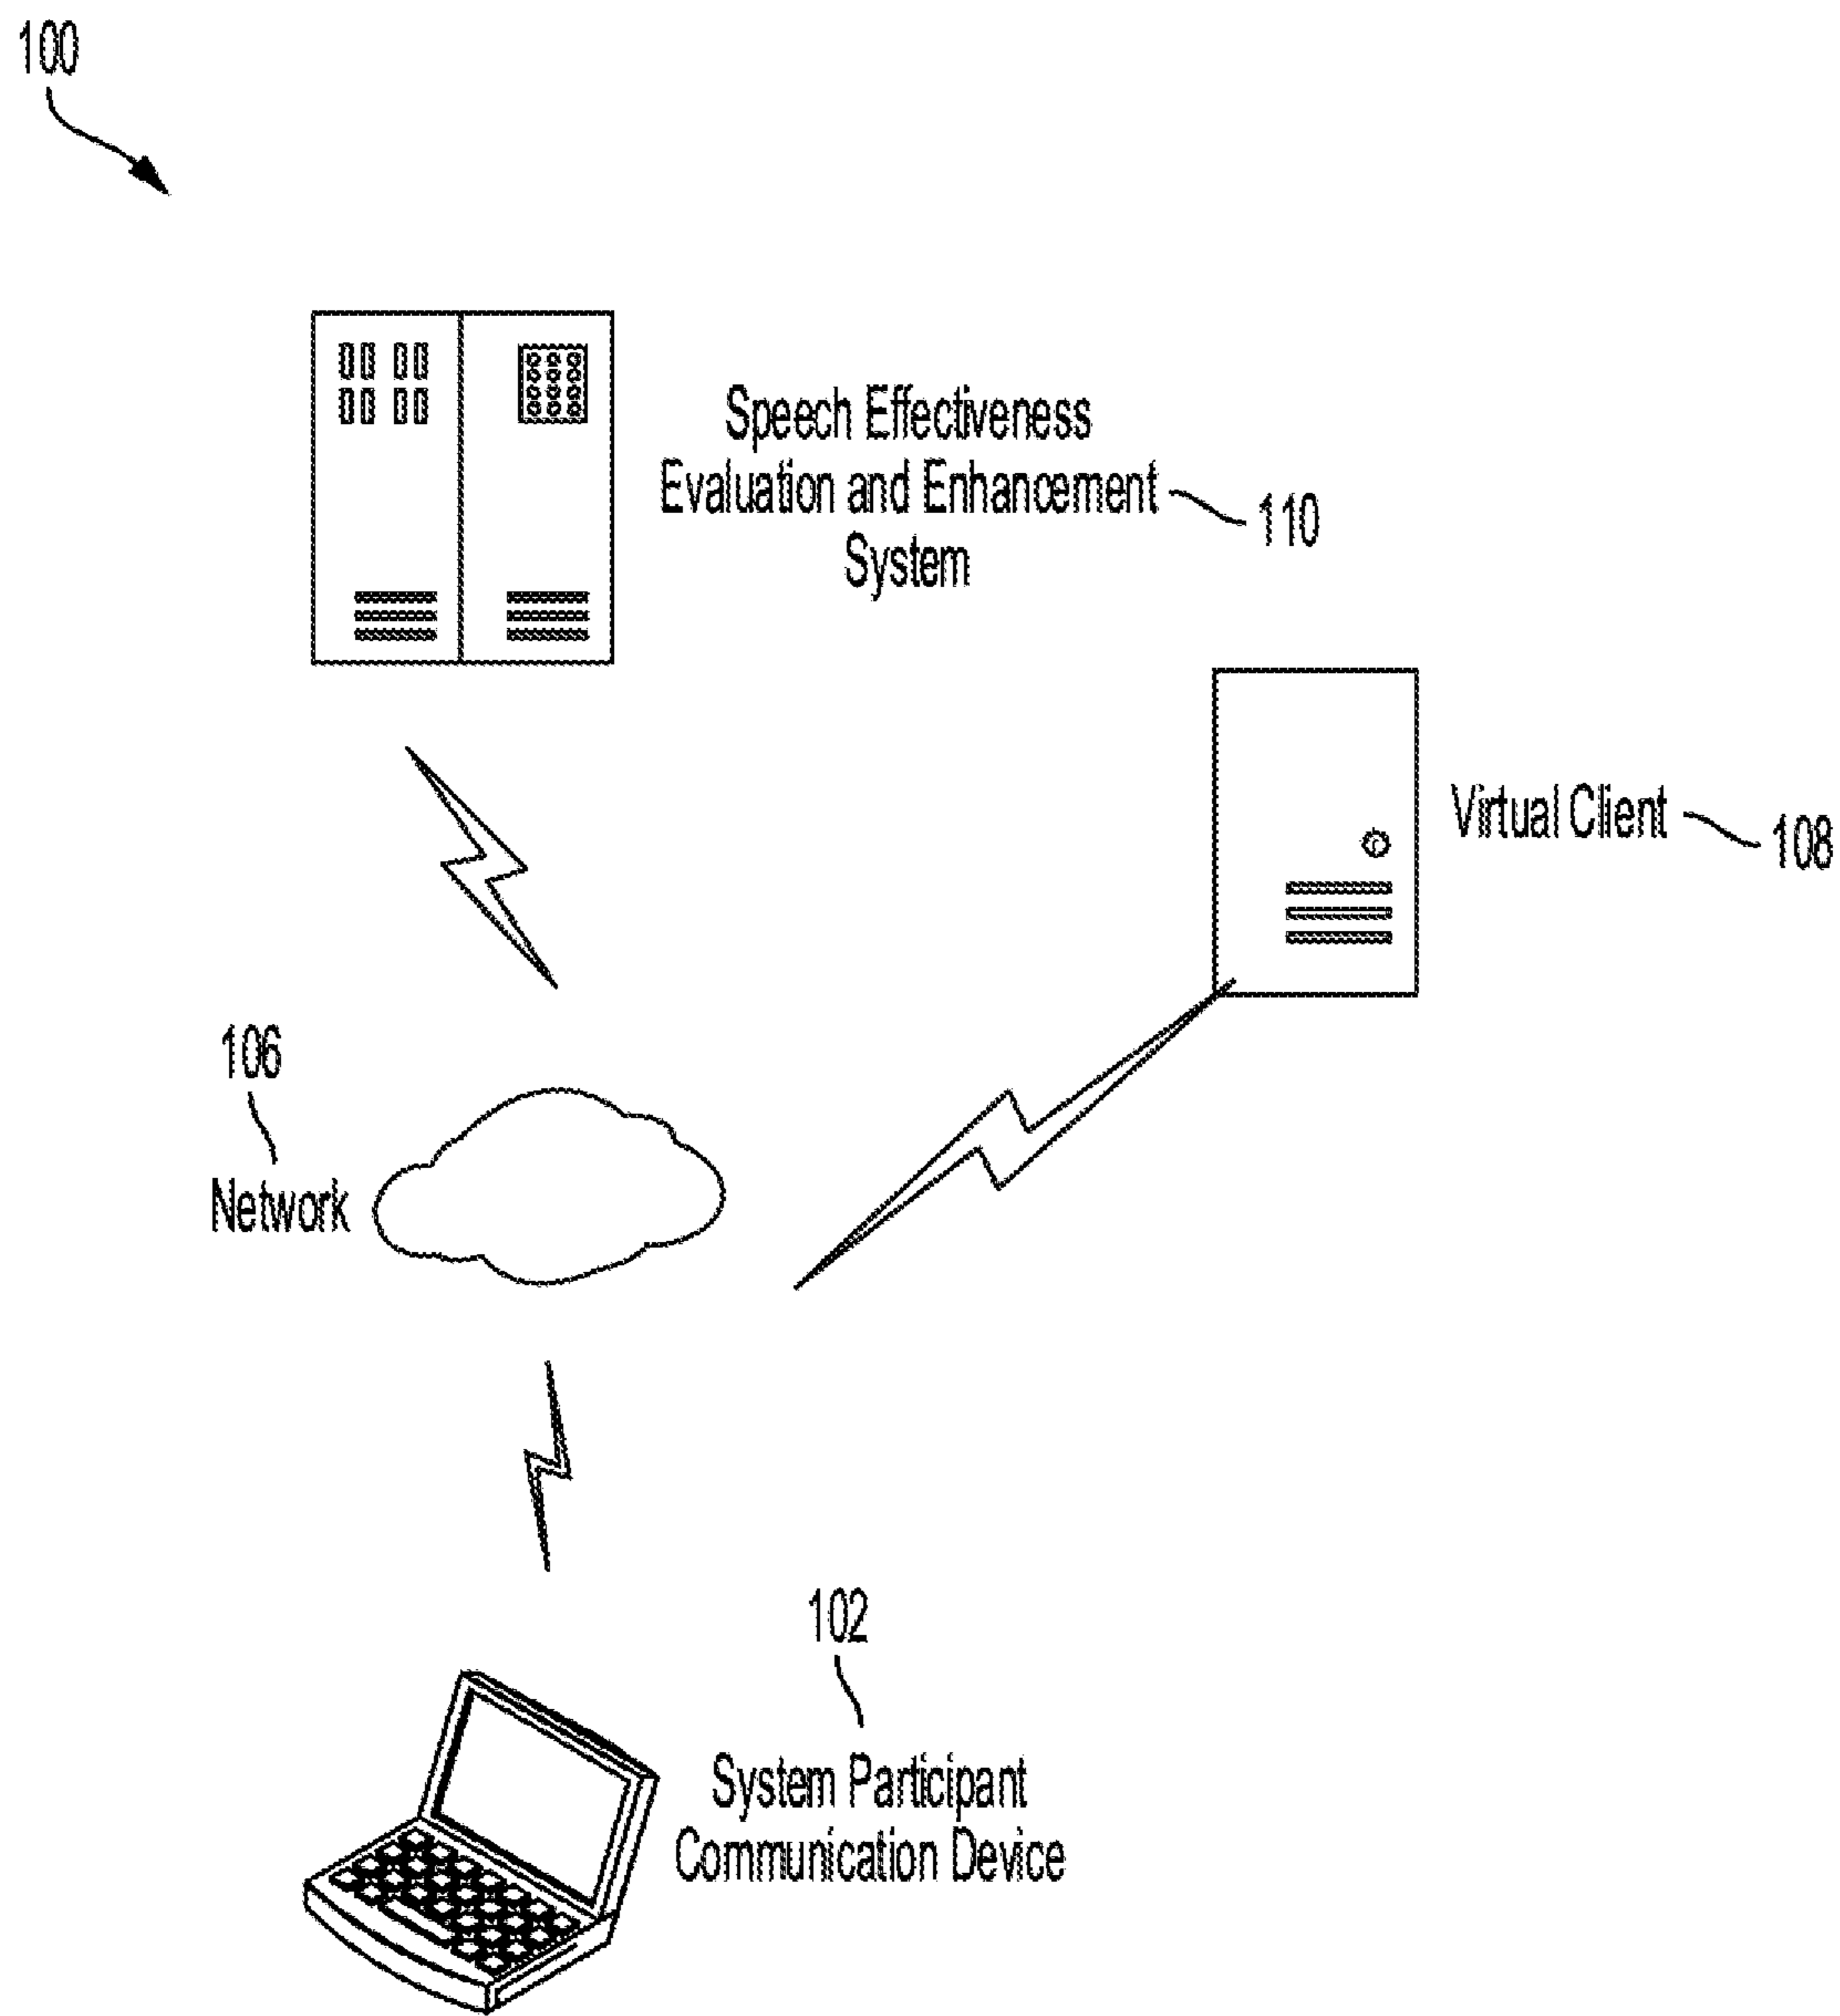 100
Speech Effectiveness
Evaluation and Enhancement
System
110
Virtual Client
108
106
Network
102
System Participant
Communication Device